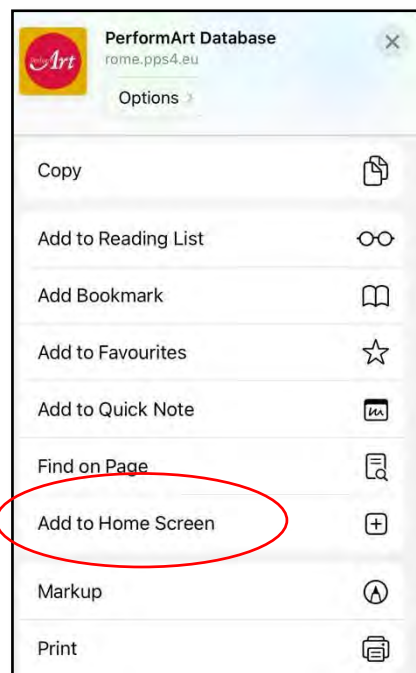 PerformArt Database
PerformArt
rome.pps4.eu
Options
Copy
Add to Reading List
Add Bookmark
Add to Favourites
Add to Quick Note
Find on Page
Add to Home Screen
Markup
Print